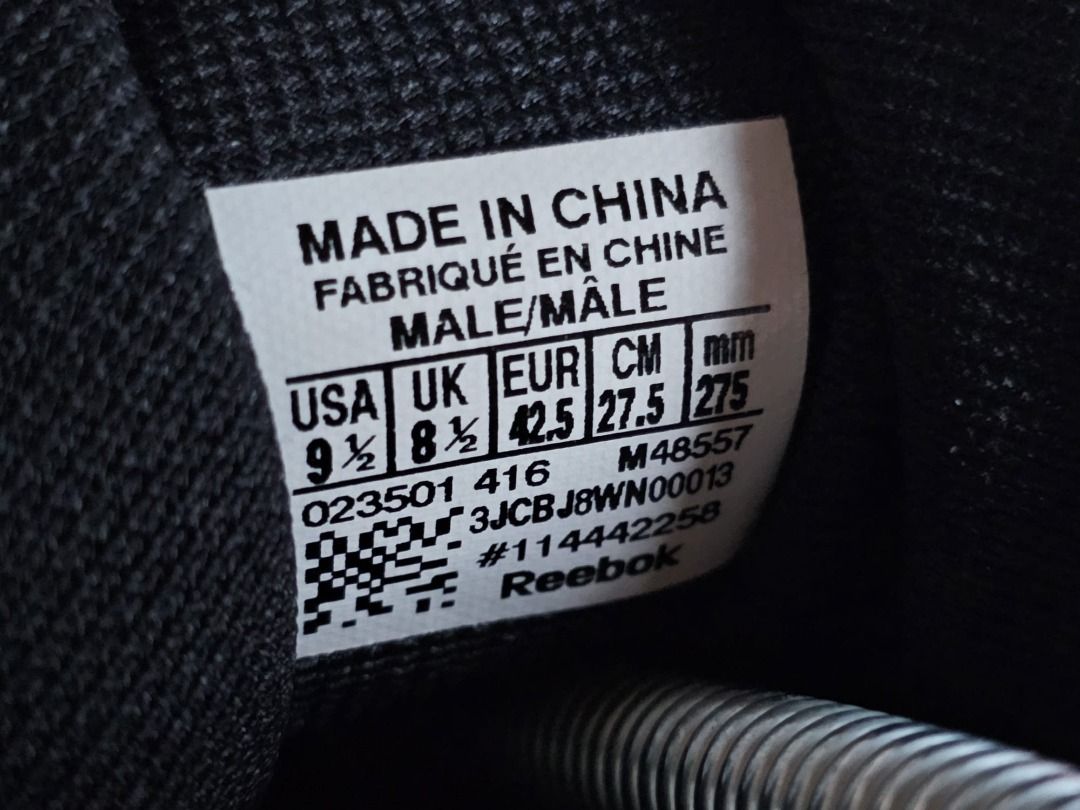 MADE IN CHINA
FABRIQUÉ EN CHINE
MALE/MÂLE
USA UK EUR CM mm
9 ½ 8 ½ 42.5 27.5 275
023501 416 M48557
3JCBJ8WN00013
#114442258
Reebok